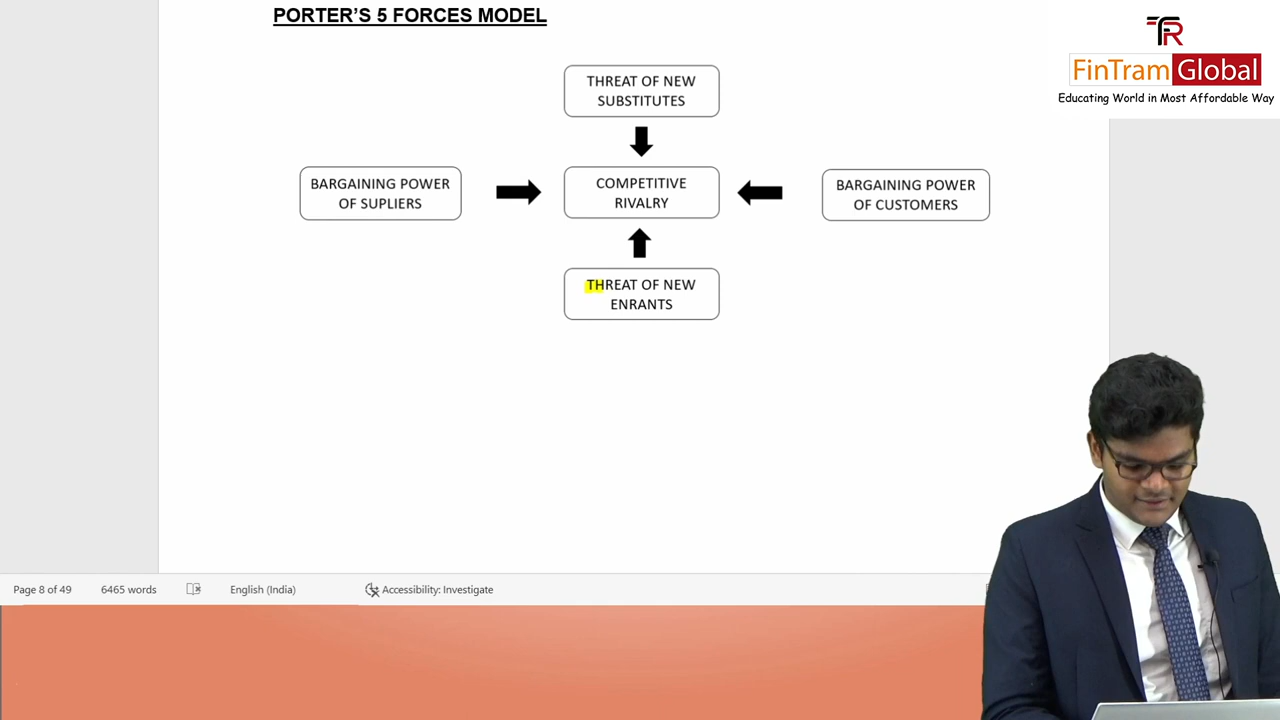 PORTER’S 5 FORCES MODEL
TR
FinTram Global
Educating World in Most Affordable Way
THREAT OF NEW
SUBSTITUTES
BARGAINING POWER
OF SUPLIERS
COMPETITIVE
RIVALRY
BARGAINING POWER
OF CUSTOMERS
THREAT OF NEW
ENRANTS
Page 8 of 49
6465 words
English (India)
Accessibility: Investigate